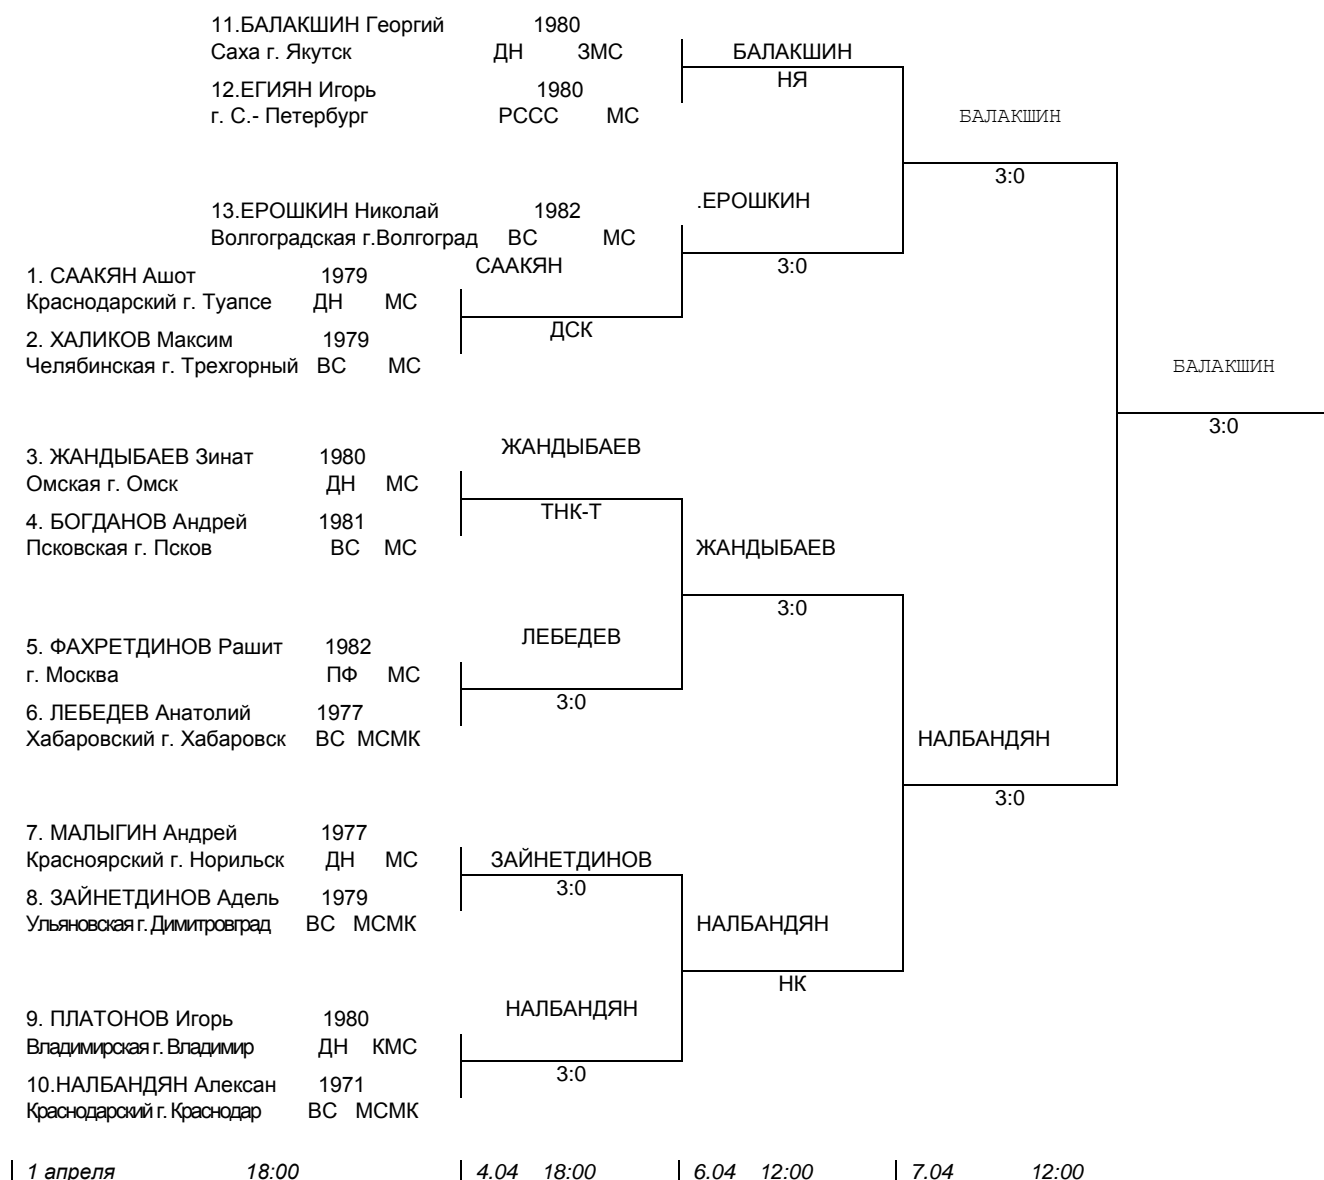 11.БАЛАКШИН Георгий 1980
Саха г. Якутск ДН ЗМС
БАЛАКШИН
НЯ
12.ЕГИЯН Игорь 1980
г. С.- Петербург РССС МС
БАЛАКШИН
3:0
13.ЕРОШКИН Николай 1982
Волгоградская г.Волгоград ВС МС
.ЕРОШКИН
3:0
1. СААКЯН Ашот 1979
Краснодарский г. Туапсе ДН МС
СААКЯН
ДСК
2. ХАЛИКОВ Максим 1979
Челябинская г. Трехгорный ВС МС
БАЛАКШИН
3:0
3. ЖАНДЫБАЕВ Зинат 1980
Омская г. Омск ДН МС
ЖАНДЫБАЕВ
ТНК-Т
4. БОГДАНОВ Андрей 1981
Псковская г. Псков ВС МС
ЖАНДЫБАЕВ
3:0
5. ФАХРЕТДИНОВ Рашит 1982
г. Москва ПФ МС
ЛЕБЕДЕВ
3:0
6. ЛЕБЕДЕВ Анатолий 1977
Хабаровский г. Хабаровск ВС МСМК
НАЛБАНДЯН
3:0
7. МАЛЫГИН Андрей 1977
Красноярский г. Норильск ДН МС
ЗАЙНЕТДИНОВ
3:0
8. ЗАЙНЕТДИНОВ Адель 1979
Ульяновская г. Димитровград ВС МСМК
НАЛБАНДЯН
НК
9. ПЛАТОНОВ Игорь 1980
Владимирская г. Владимир ДН КМС
НАЛБАНДЯН
3:0
10.НАЛБАНДЯН Алексан 1971
Краснодарский г. Краснодар ВС МСМК
1 апреля 18:00 4.04 18:00 6.04 12:00 7.04 12:00